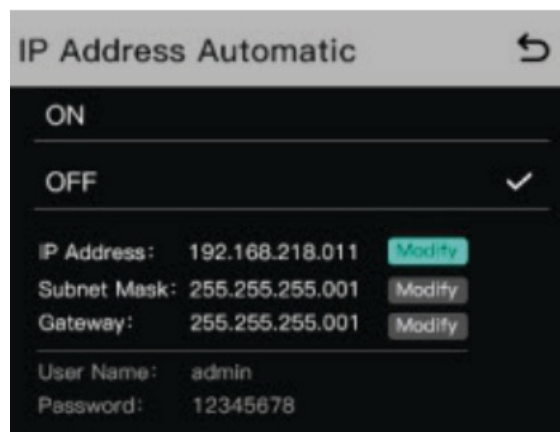 IP Address Automatic
ON
OFF
IP Address: 192.168.218.011 Modify
Subnet Mask: 255.255.255.001 Modify
Gateway: 255.255.255.001 Modify
User Name: admin
Password: 12345678